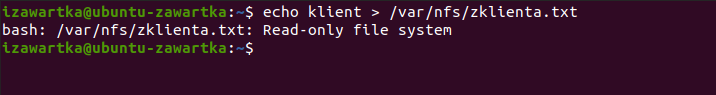 izawartka@ubuntu-zawartka:~$ echo klient > /var/nfs/zklienta.txt
bash: /var/nfs/zklienta.txt: Read-only file system
izawartka@ubuntu-zawartka:~$